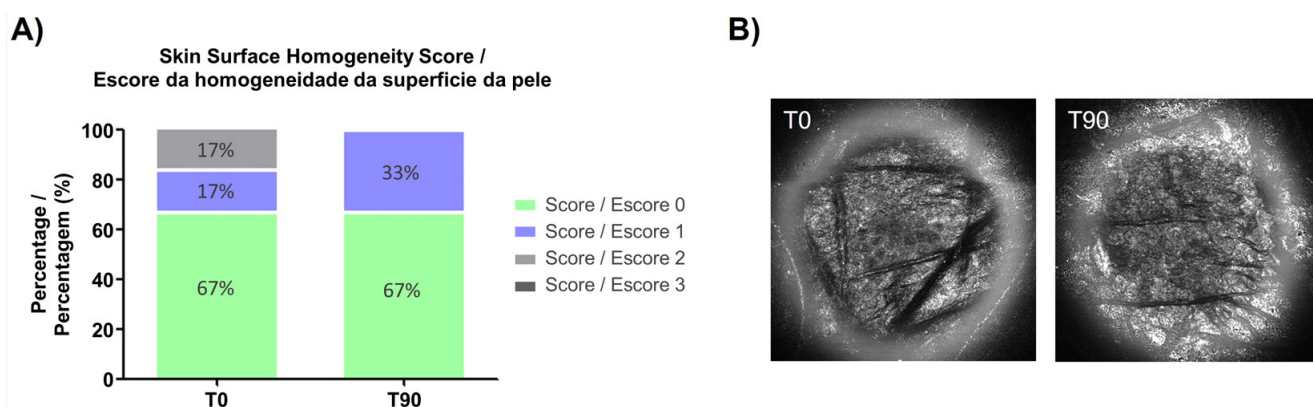 A)
Skin Surface Homogeneity Score /
Escore da homogeneidade da superficie da pele
Percentage /
Percentagem (%)
100
80
60
40
20
0
17%
17%
67%
33%
67%
T0
T90
Score / Escore 0
Score / Escore 1
Score / Escore 2
Score / Escore 3
B)
T0
T90